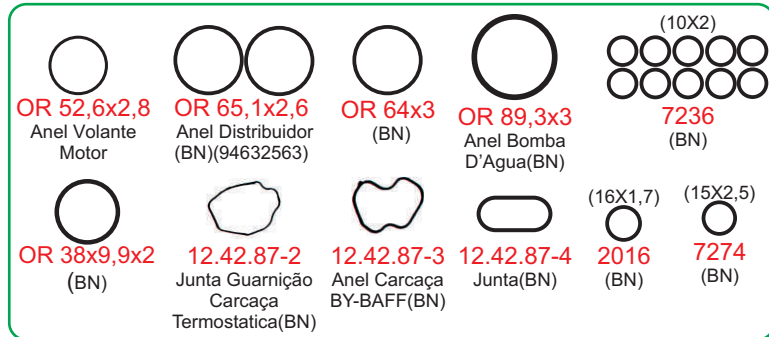 OR 52,6x2,8
Anel Volante
Motor
OR 65,1x2,6
Anel Distribuidor
(BN)(94632563)
OR 64x3
(BN)
OR 89,3x3
Anel Bomba
D'Agua(BN)
(10X2)
7236
(BN)
OR 38x9,9x2
(BN)
12.42.87-2
Junta Guarnição
Carcaça
Termostatica(BN)
12.42.87-3
Anel Carcaça
BY-BAFF(BN)
12.42.87-4
Junta(BN)
(16X1,7)
2016
(BN)
(15X2,5)
7274
(BN)